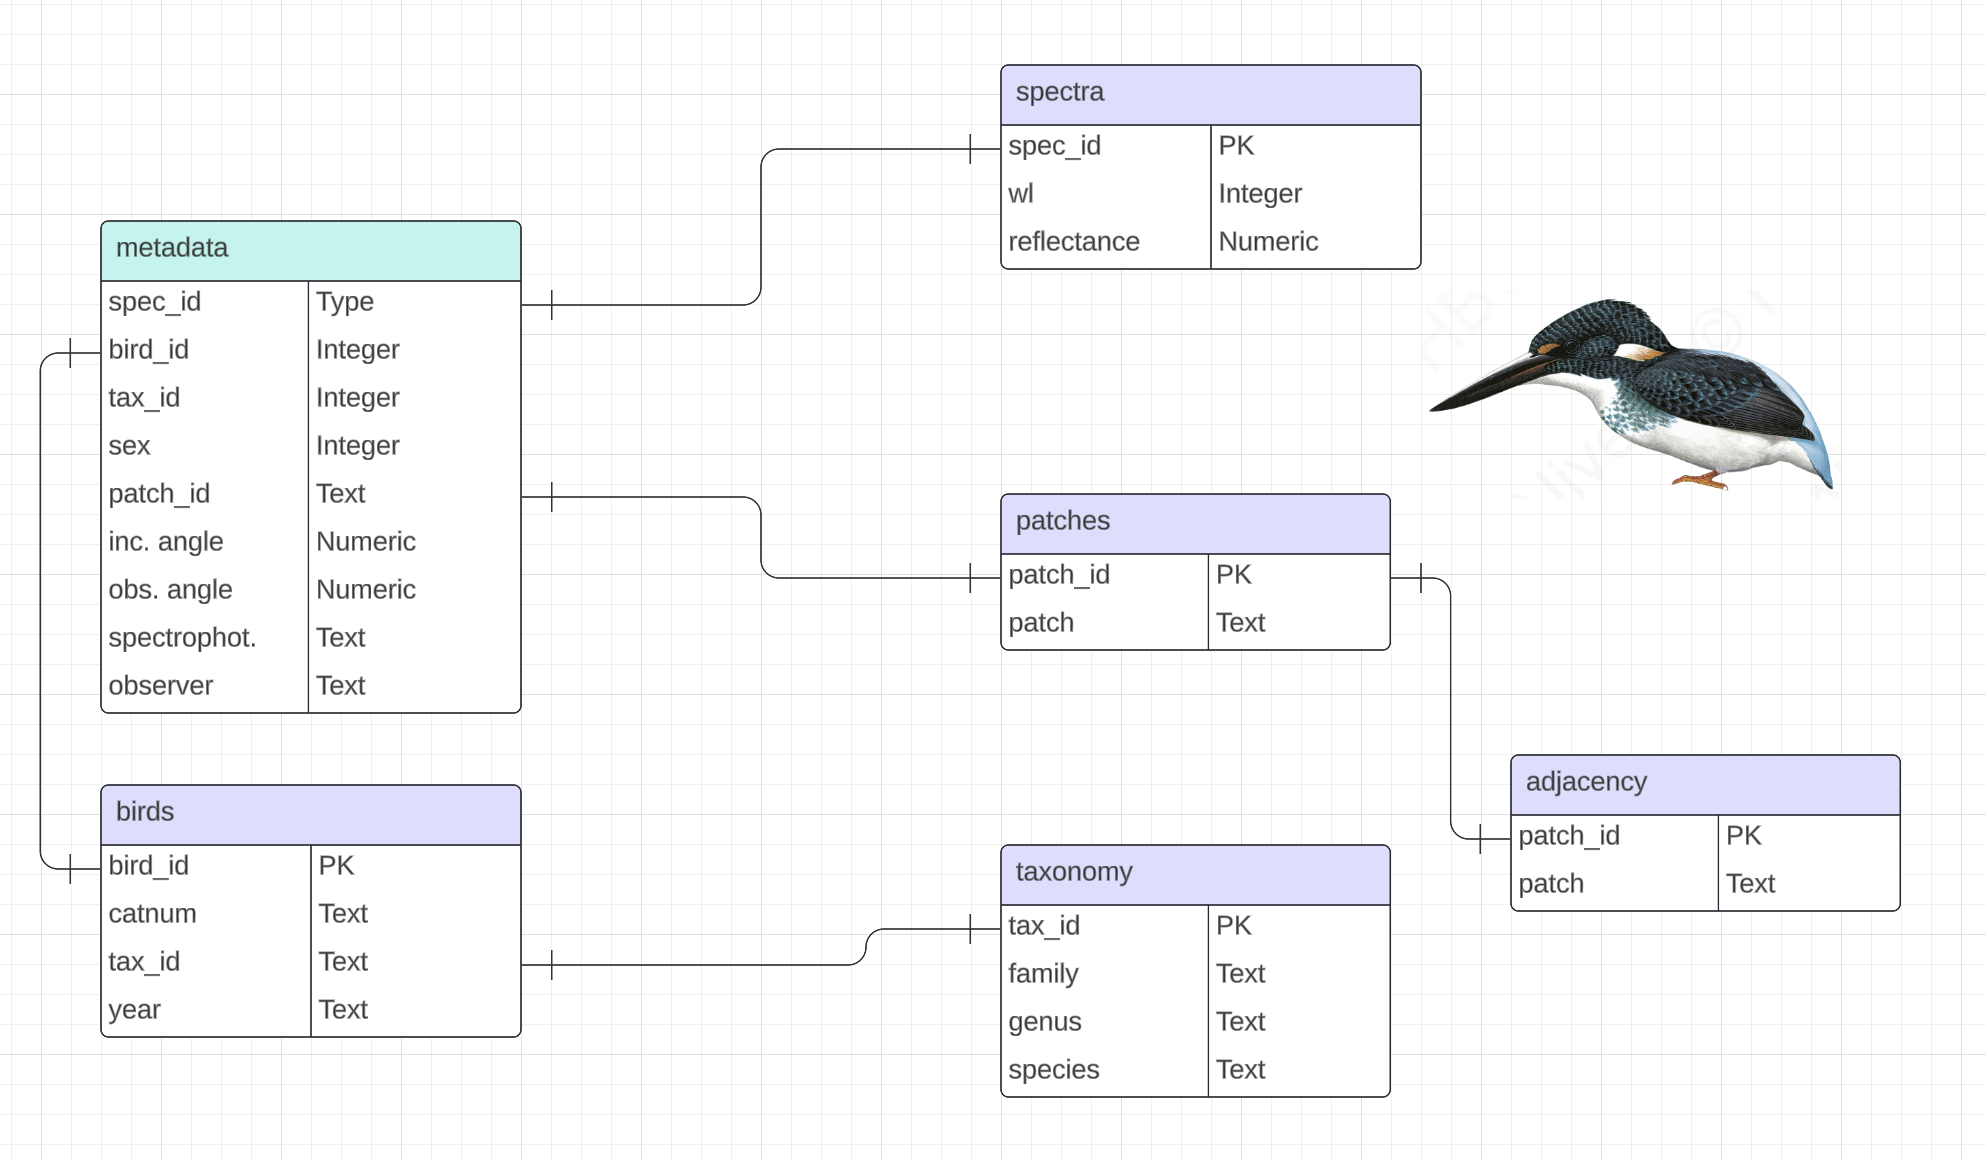 spectra
spec_id PK
wl Integer
reflectance Numeric
metadata
spec_id Type
bird_id Integer
tax_id Integer
sex Integer
patch_id Text
inc. angle Numeric
obs. angle Numeric
spectrophot. Text
observer Text
patches
patch_id PK
patch Text
adjacency
patch_id PK
patch Text
birds
bird_id PK
catnum Text
tax_id Text
year Text
taxonomy
tax_id PK
family Text
genus Text
species Text